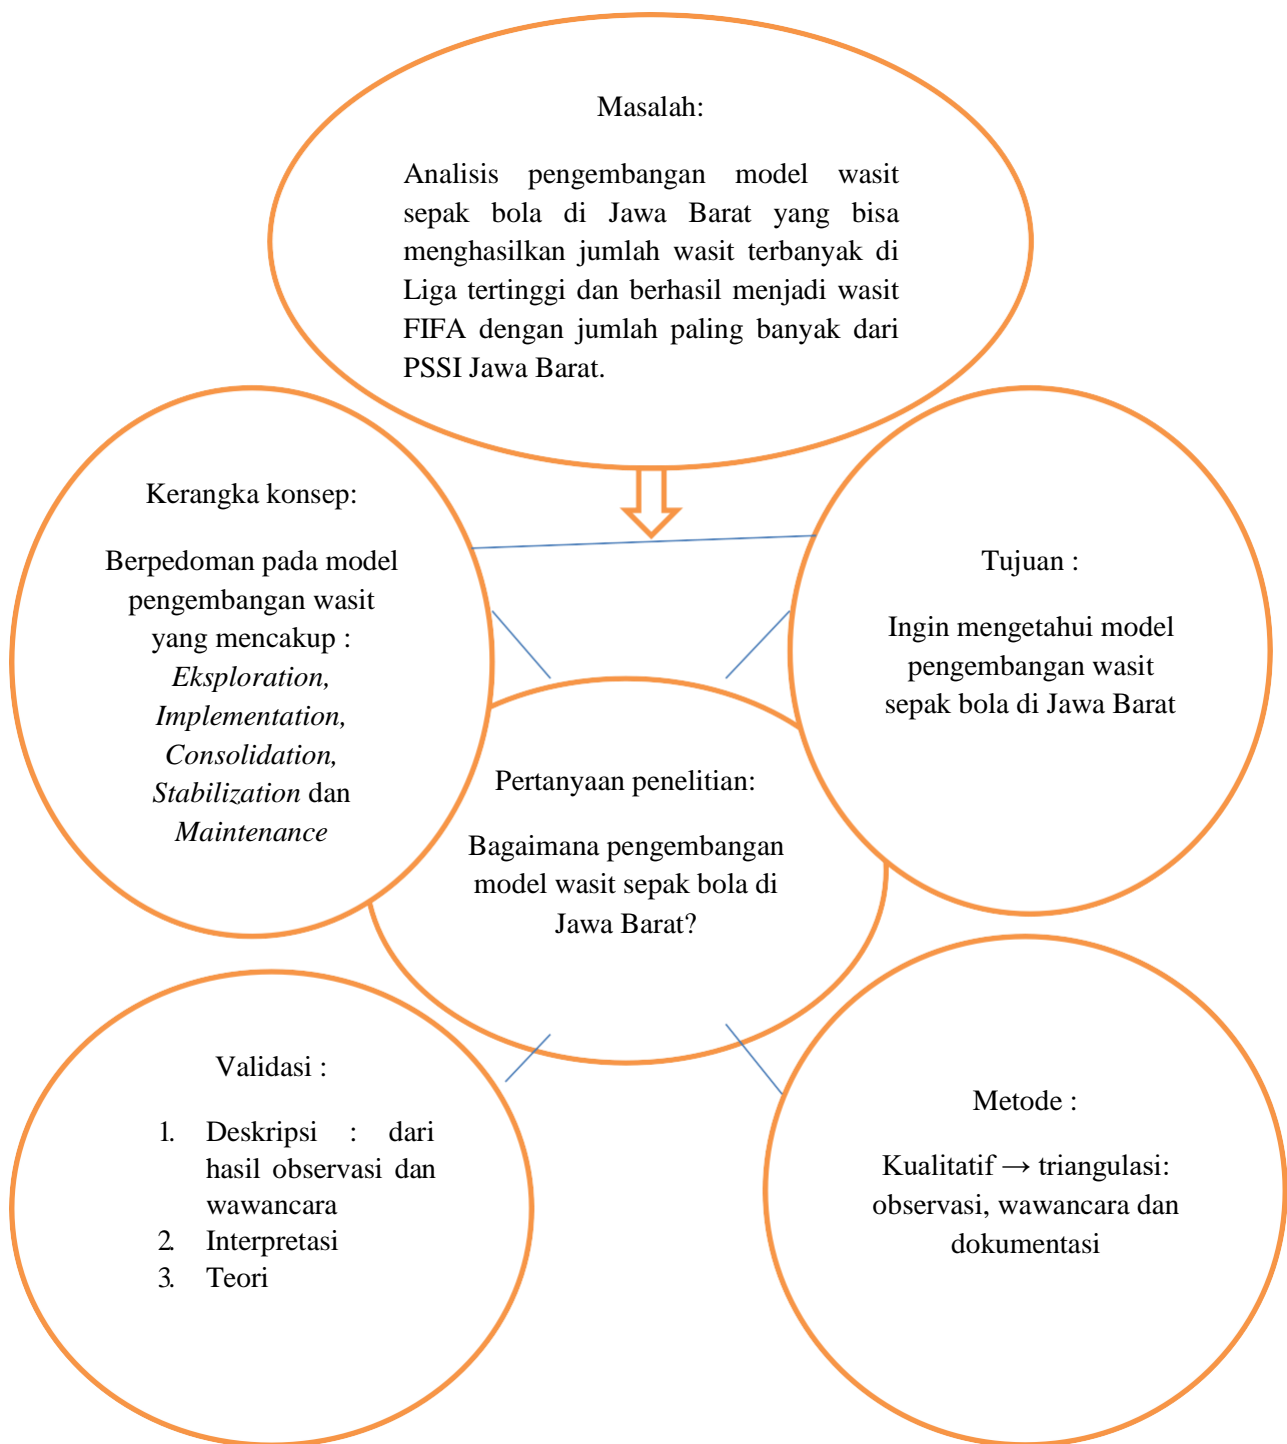 Masalah:
Analisis pengembangan model wasit
sepak bola di Jawa Barat yang bisa
menghasilkan jumlah wasit terbanyak di
Liga tertinggi dan berhasil menjadi wasit
FIFA dengan jumlah paling banyak dari
PSSI Jawa Barat.
Kerangka konsep:
Berpedoman pada model
pengembangan wasit
yang mencakup :
Eksploration,
Implementation,
Consolidation,
Stabilization dan
Maintenance
Tujuan :
Ingin mengetahui model
pengembangan wasit
sepak bola di Jawa Barat
Pertanyaan penelitian:
Bagaimana pengembangan
model wasit sepak bola di
Jawa Barat?
Validasi :
1. Deskripsi : dari
hasil observasi dan
wawancara
2. Interpretasi
3. Teori
Metode :
Kualitatif → triangulasi:
observasi, wawancara dan
dokumentasi